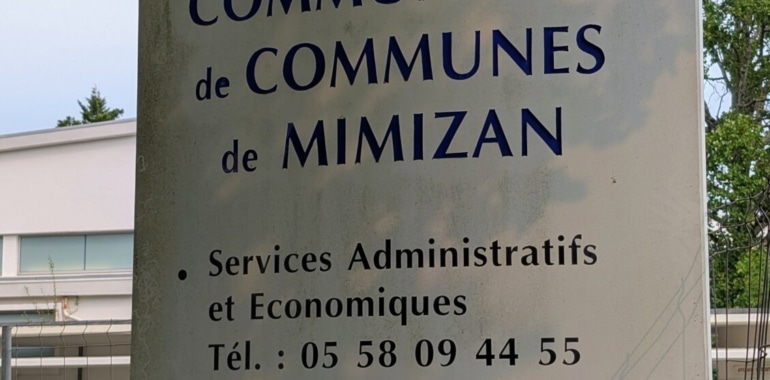 de COMMUNES
de MIMIZAN
• Services Administratifs
et Economiques
Tél. : 05 58 09 44 55